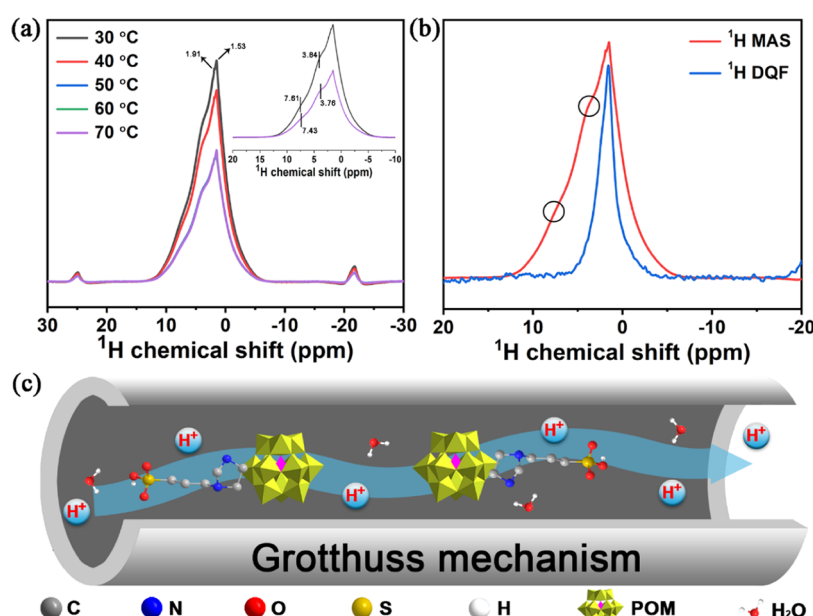 (a)
30 °C
40 °C
50 °C
60 °C
70 °C
1.91
1.53
3.84
7.61
3.76
7.43
20 15 10 5 0 -5 -10
¹H chemical shift (ppm)
30 20 10 0 -10 -20 -30
¹H chemical shift (ppm)
(b)
¹H MAS
¹H DQF
20 10 0 -10 -20
¹H chemical shift (ppm)
(c)
H⁺ H⁺ H⁺ H⁺
H⁺ H⁺ H⁺
Grotthuss mechanism
C N O S H POM H₂O